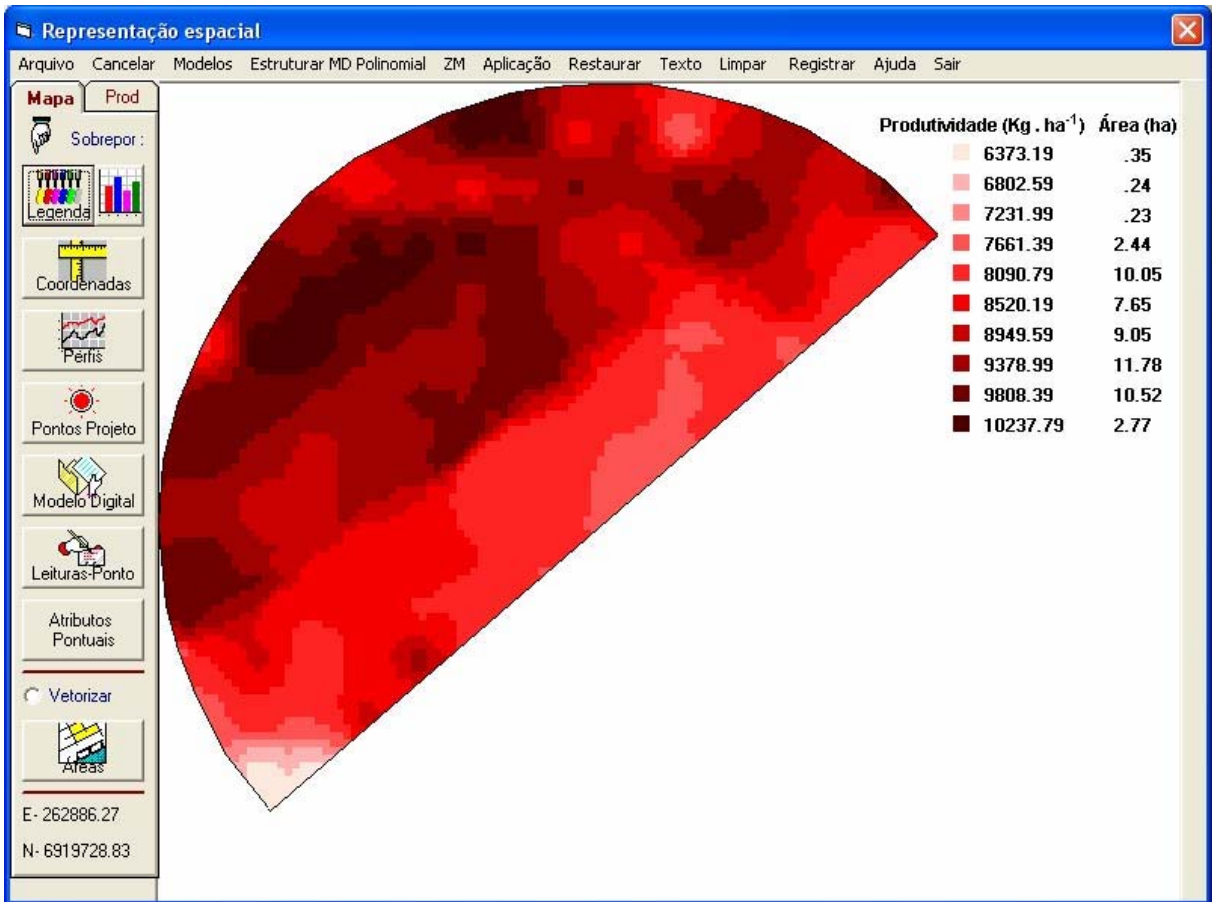 Representação espacial
Arquivo Cancelar Modelos Estruturar MD Polinomial ZM Aplicação Restaurar Texto Limpar Registrar Ajuda Sair
Mapa Prod
Sobrepor :
Legenda
Coordenadas
Perfis
Pontos Projeto
Modelo Digital
Leituras-Ponto
Atributos
Pontuais
Vetorizar
Áreas
E- 262886.27
N- 6919728.83
Produtividade (Kg . ha⁻¹) Área (ha)
6373.19 .35
6802.59 .24
7231.99 .23
7661.39 2.44
8090.79 10.05
8520.19 7.65
8949.59 9.05
9378.99 11.78
9808.39 10.52
10237.79 2.77